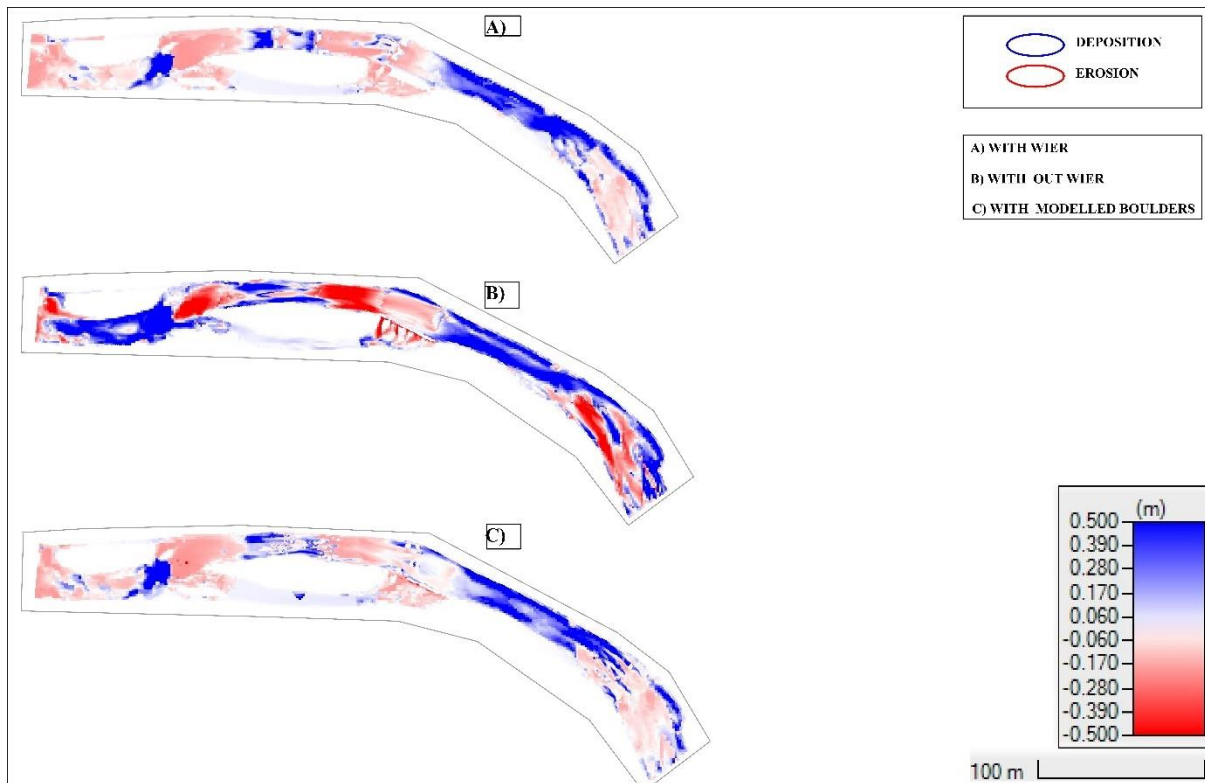 A)
DEPOSITION
EROSION
A) WITH WIER
B) WITH OUT WIER
C) WITH MODELLED BOULDERS
B)
C)
(m)
0.500
0.390
0.280
0.170
0.060
-0.060
-0.170
-0.280
-0.390
-0.500
100 m